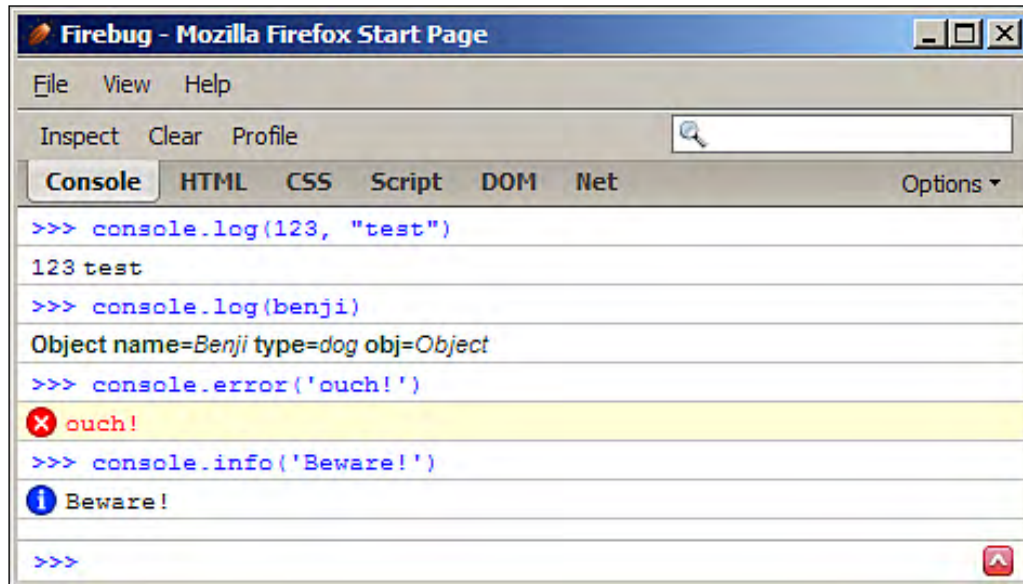 Firebug - Mozilla Firefox Start Page
File View Help
Inspect Clear Profile
Console HTML CSS Script DOM Net Options
>>> console.log(123, "test")
123 test
>>> console.log(benji)
Object name=Benji type=dog obj=Object
>>> console.error('ouch!')
ouch!
>>> console.info('Beware!')
i Beware!
>>>